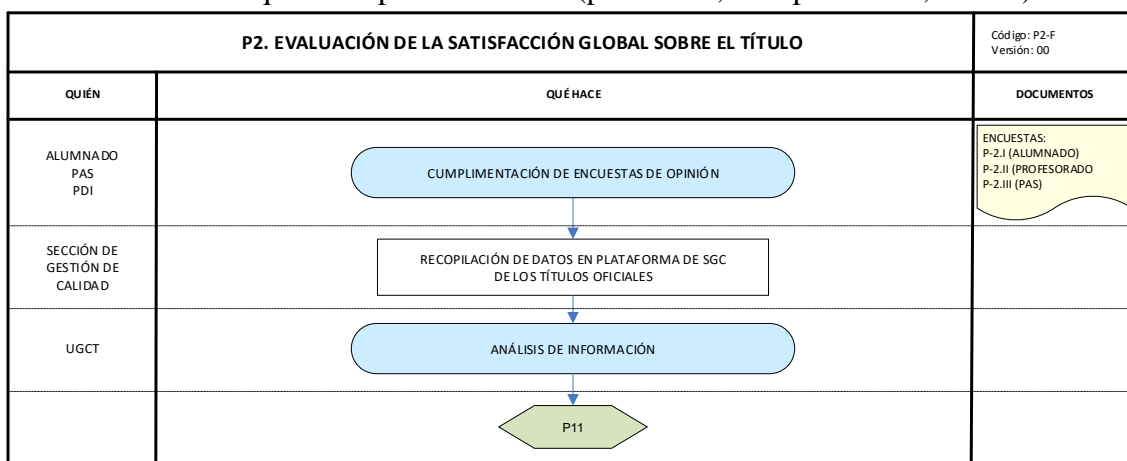 P2. EVALUACIÓN DE LA SATISFACCIÓN GLOBAL SOBRE EL TÍTULO
Código: P2-F
Versión: 00
QUIÉN
QUÉ HACE
DOCUMENTOS
ALUMNADO
PAS
PDI
CUMPLIMENTACIÓN DE ENCUESTAS DE OPINIÓN
ENCUESTAS:
P-2.I (ALUMNADO)
P-2.II (PROFESORADO
P-2.III (PAS)
SECCIÓN DE
GESTIÓN DE
CALIDAD
RECOPILACIÓN DE DATOS EN PLATAFORMA DE SGC
DE LOS TÍTULOS OFICIALES
UGCT
ANÁLISIS DE INFORMACIÓN
P11